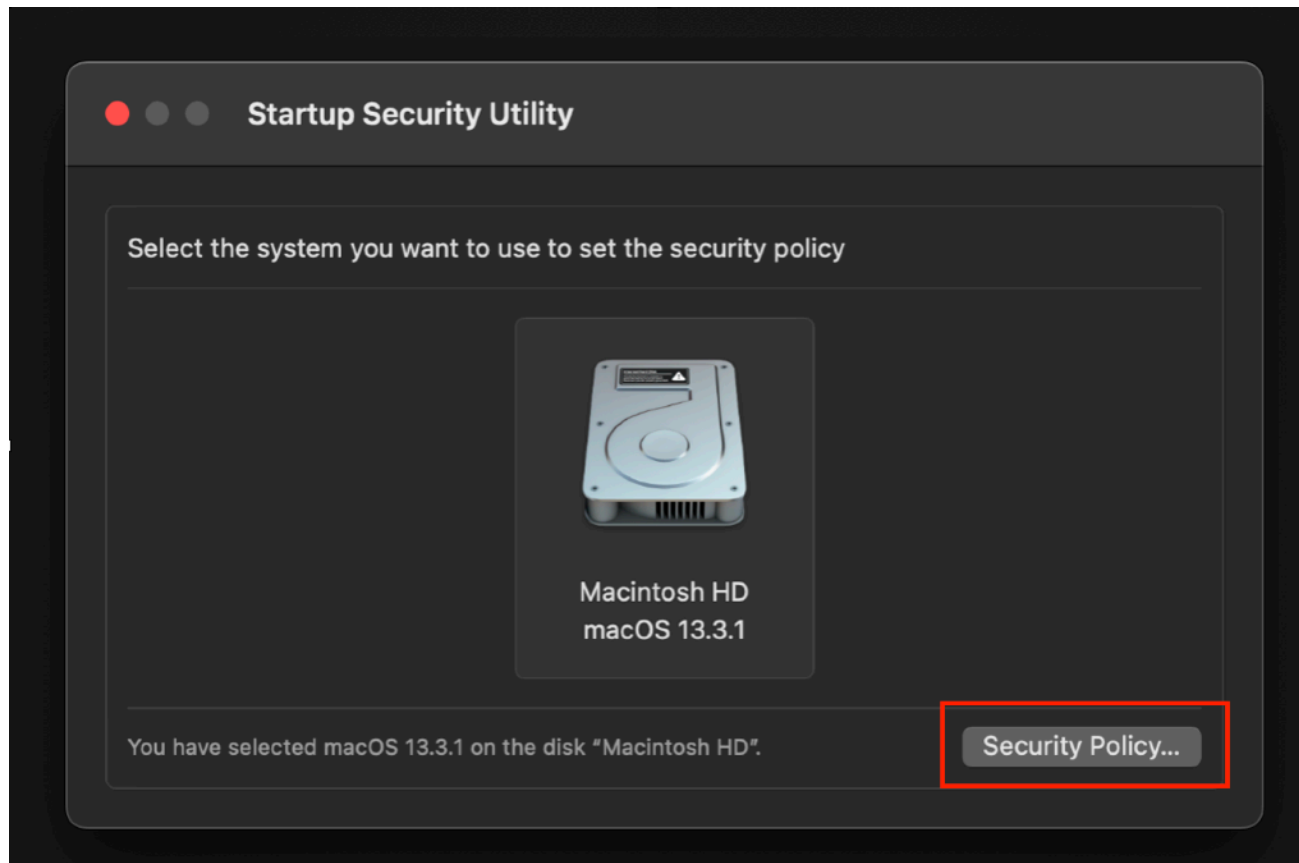 Startup Security Utility
Select the system you want to use to set the security policy
Macintosh HD
macOS 13.3.1
You have selected macOS 13.3.1 on the disk “Macintosh HD”.
Security Policy...